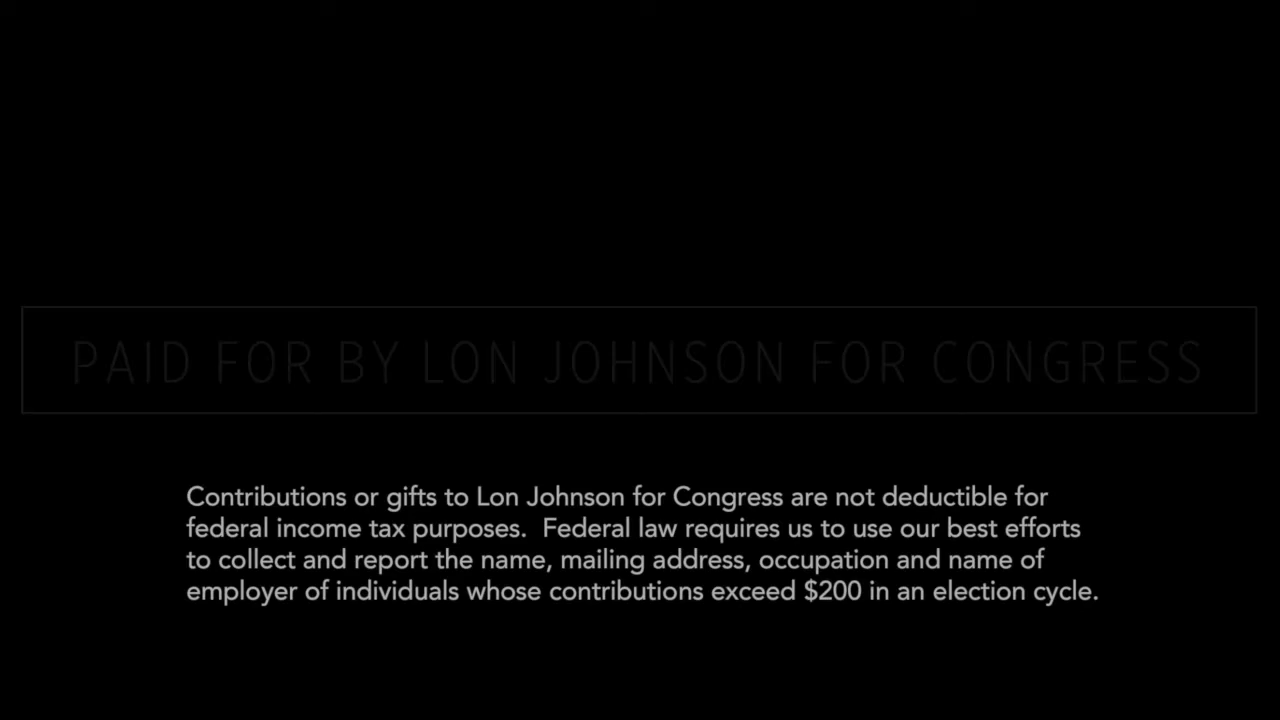 PAID FOR BY LON JOHNSON FOR CONGRESS
Contributions or gifts to Lon Johnson for Congress are not deductible for
federal income tax purposes.  Federal law requires us to use our best efforts
to collect and report the name, mailing address, occupation and name of
employer of individuals whose contributions exceed $200 in an election cycle.